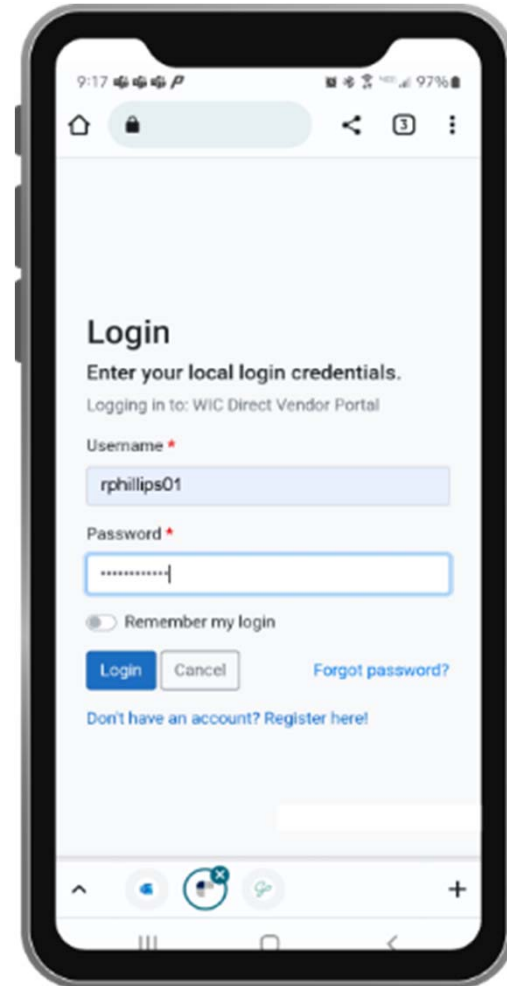 9:17 97%
3
Login
Enter your local login credentials.
Logging in to: WIC Direct Vendor Portal
Username *
rphillips01
Password *
••••••••••••
Remember my login
Login Cancel Forgot password?
Don't have an account? Register here!